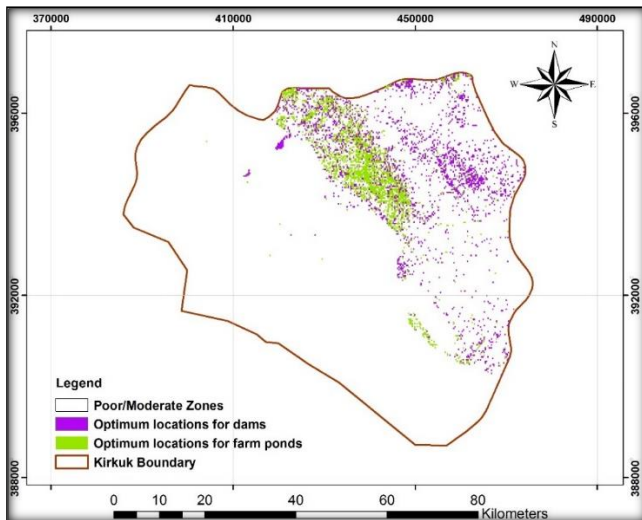 370000 410000 450000 490000
N
W E
S
396000 396000
392000 392000
Legend
Poor/Moderate Zones
Optimum locations for dams
Optimum locations for farm ponds
Kirkuk Boundary
388000 388000
0 10 20 40 60 80
Kilometers